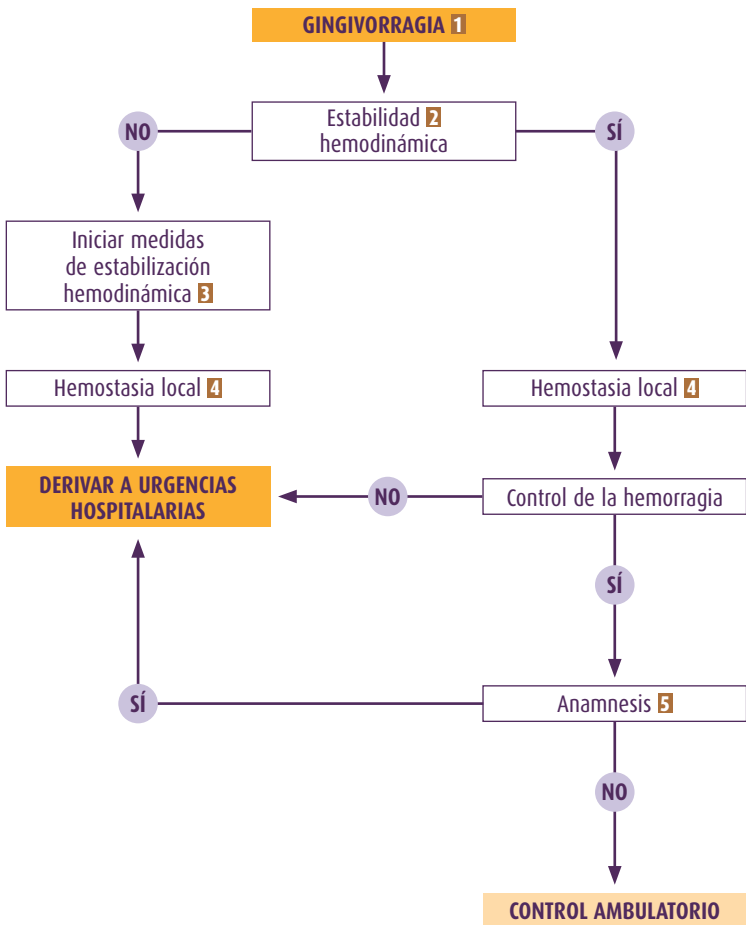 GINGIVORRAGIA 1
Estabilidad 2
hemodinámica
NO
SÍ
Iniciar medidas
de estabilización
hemodinámica 3
Hemostasia local 4
Hemostasia local 4
DERIVAR A URGENCIAS
HOSPITALARIAS
NO
Control de la hemorragia
SÍ
Anamnesis 5
SÍ
NO
CONTROL AMBULATORIO